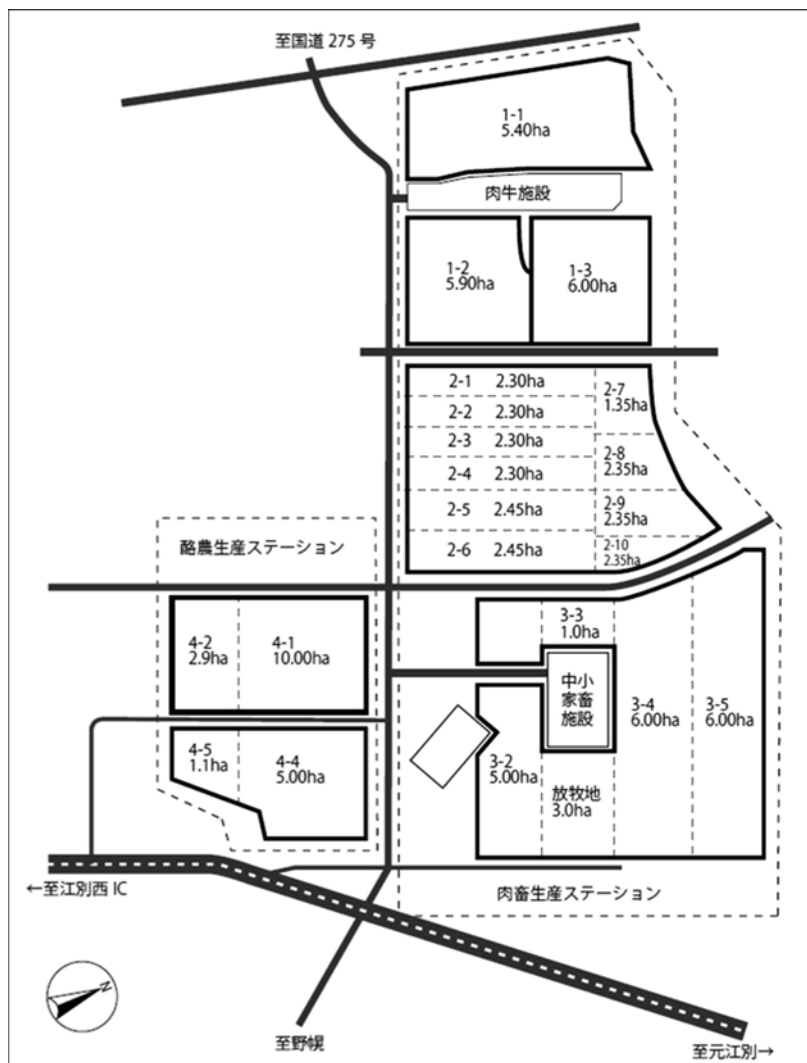 至国道 275 号
1-1
5.40ha
肉牛施設
1-2
5.90ha
1-3
6.00ha
2-1 2.30ha
2-2 2.30ha
2-3 2.30ha
2-4 2.30ha
2-5 2.45ha
2-6 2.45ha
2-7
1.35ha
2-8
2.35ha
2-9
2.35ha
2-10
2.35ha
酪農生産ステーション
4-2
2.9ha
4-1
10.00ha
4-5
1.1ha
4-4
5.00ha
3-3
1.0ha
中小
家畜
施設
3-4
6.00ha
3-5
6.00ha
3-2
5.00ha
放牧地
3.0ha
←至江別西 IC
肉畜生産ステーション
N
至野幌
至元江別→